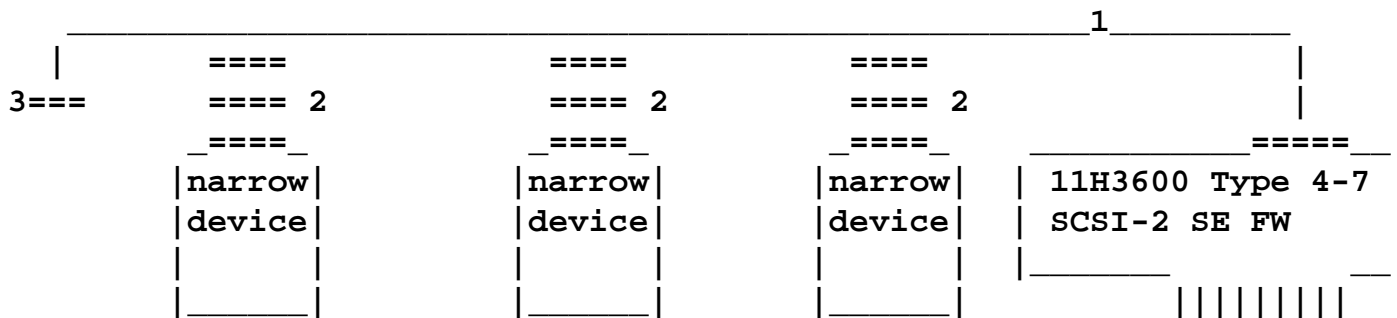 1
3=== ==== 2 ==== 2 ==== 2
narrow narrow narrow 11H3600 Type 4-7
device device device SCSI-2 SE FW